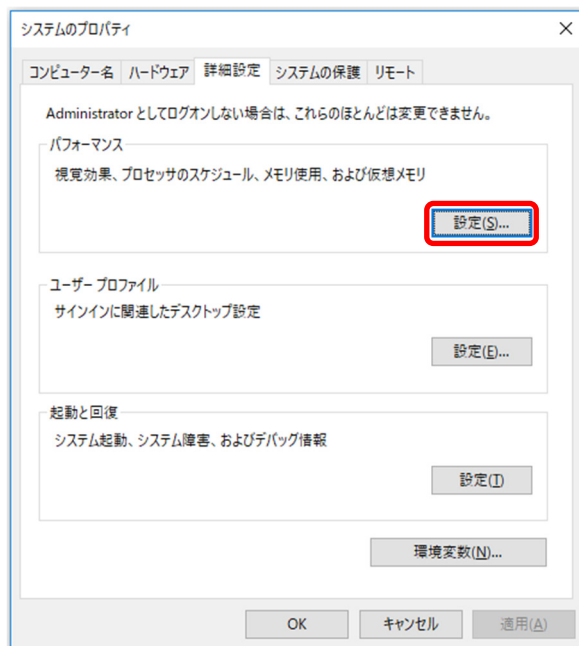 システムのプロパティ
コンピューター名 ハードウェア 詳細設定 システムの保護 リモート
Administrator としてログオンしない場合は、これらのほとんどは変更できません。
パフォーマンス
視覚効果、プロセッサのスケジュール、メモリ使用、および仮想メモリ
設定(S)...
ユーザー プロファイル
サインインに関連したデスクトップ設定
設定(E)...
起動と回復
システム起動、システム障害、およびデバッグ情報
設定(T)
環境変数(N)...
OK キャンセル 適用(A)